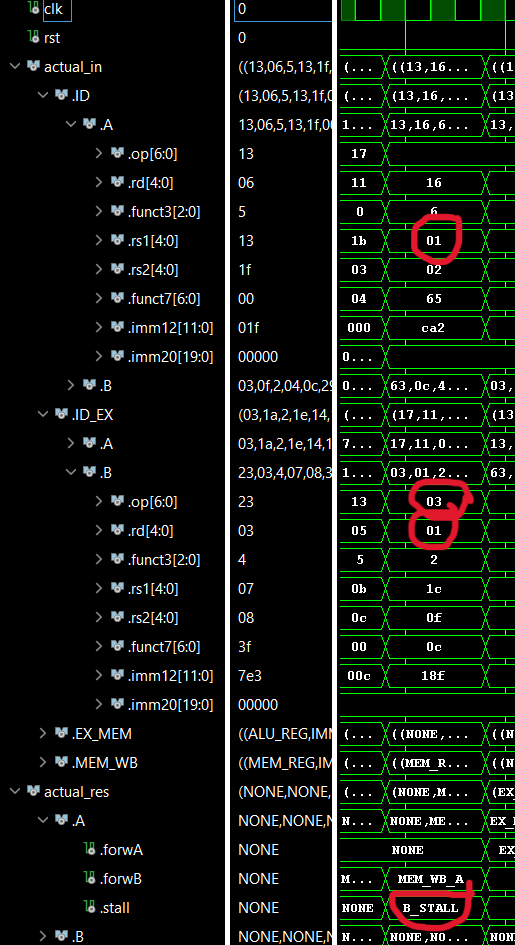 clk 0
rst 0
actual_in ((13,06,5,13,1f (... ((13,16... ((1
.ID (13,06,5,13,1f,0 (... (13,16,... (13
.A 13,06,5,13,1f,00 1... 13,16,6... 13,
.op[6:0] 13 17
.rd[4:0] 06 11 16
.funct3[2:0] 5 0 6
.rs1[4:0] 13 1b 01
.rs2[4:0] 1f 03 02
.funct7[6:0] 00 04 65
.imm12[11:0] 01f 000 ca2
.imm20[19:0] 00000 0...
.B 03,0f,2,04,0c,29 0... 63,0c,4... 03,
.ID_EX (03,1a,2,1e,14,1 (... (17,11,... (13
.A 03,1a,2,1e,14,1 7... 17,11,0... 13,
.B 23,03,4,07,08,3 1... 03,01,2... 63,
.op[6:0] 23 13 03
.rd[4:0] 03 05 01
.funct3[2:0] 4 5 2
.rs1[4:0] 07 0b 1c
.rs2[4:0] 08 0c 0f
.funct7[6:0] 3f 00 0c
.imm12[11:0] 7e3 00c 18f
.imm20[19:0] 00000
.EX_MEM ((ALU_REG,IMM (... ((NONE,... ((N
.MEM_WB ((MEM_REG,IM (... ((MEM_R... ((N
actual_res (NONE,NONE, (... (NONE,M... (EX_
.A NONE,NONE,N N... NONE,ME... EX_
.forwA NONE NONE EX_
.forwB NONE M... MEM_WB_A
.stall NONE NONE B_STALL
.B NONE,NONE,N N... NONE,NO... NON